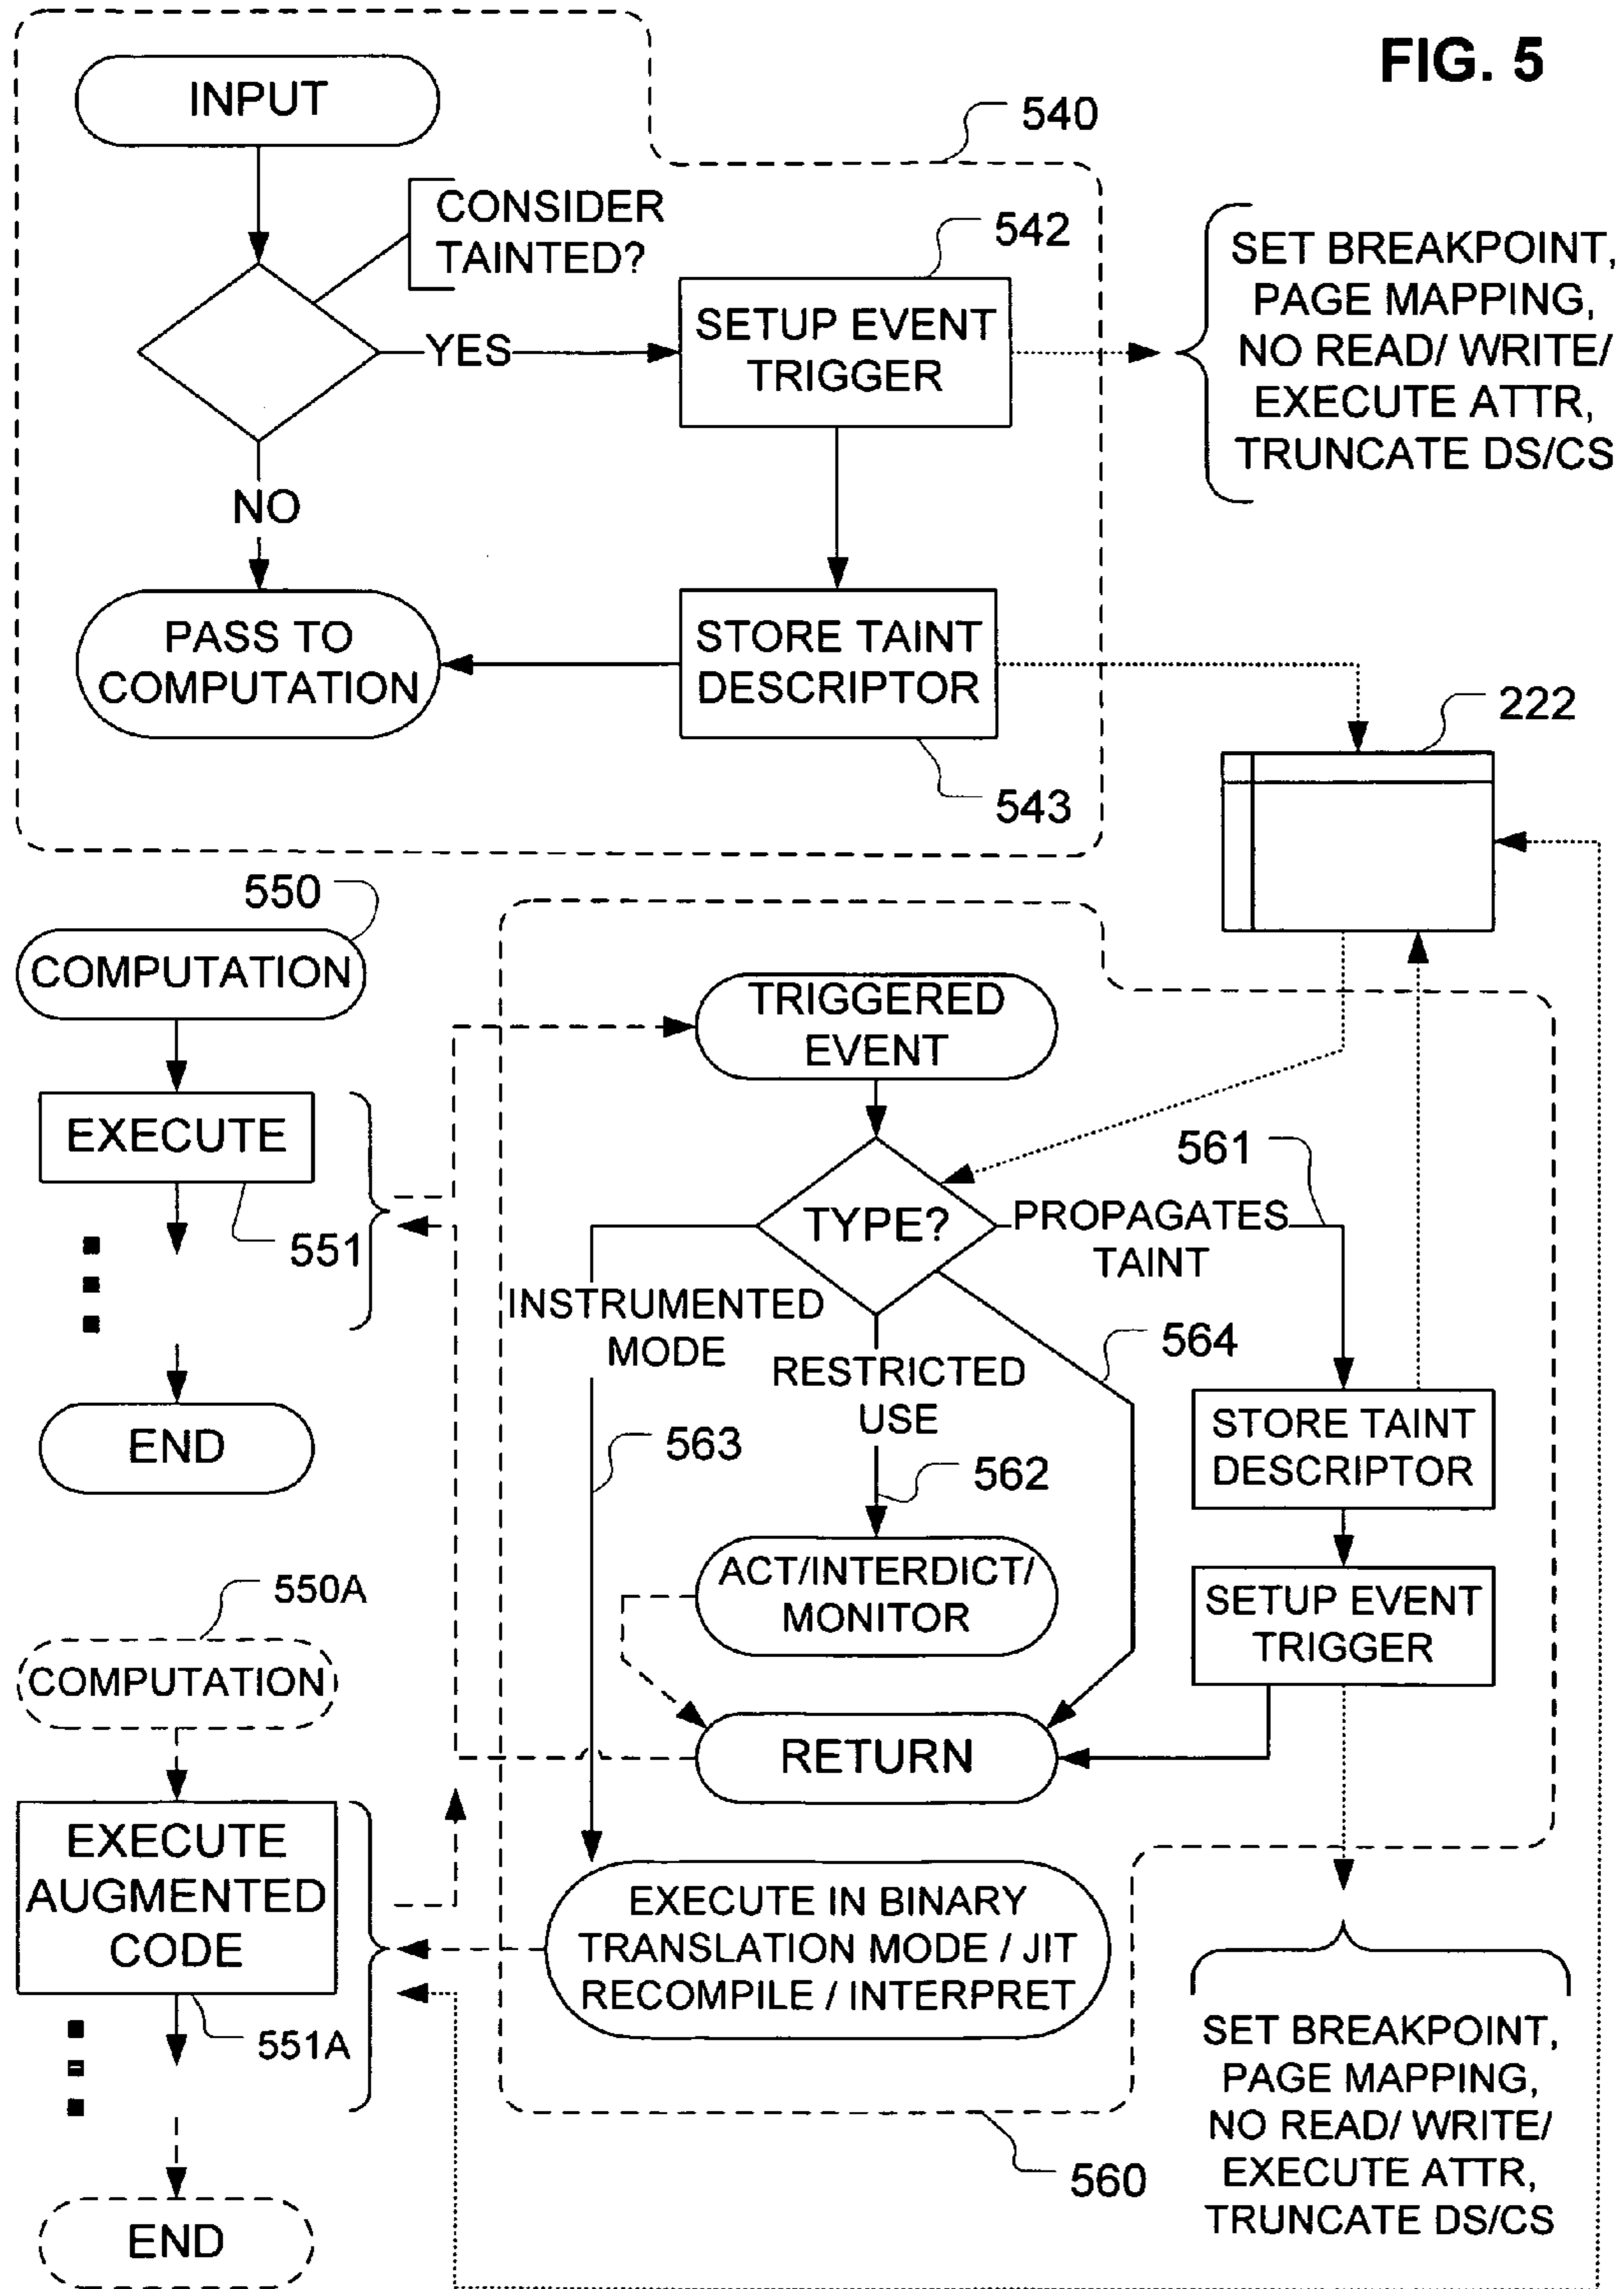 FIG. 5
INPUT
540
CONSIDER
TAINTED?
542
SETUP EVENT
TRIGGER
YES
SET BREAKPOINT,
PAGE MAPPING,
NO READ/ WRITE/
EXECUTE ATTR,
TRUNCATE DS/CS
NO
PASS TO
COMPUTATION
STORE TAINT
DESCRIPTOR
543
222
550
COMPUTATION
TRIGGERED
EVENT
EXECUTE
551
END
TYPE?
561
PROPAGATES
TAINT
INSTRUMENTED
MODE
RESTRICTED
USE
564
563
562
STORE TAINT
DESCRIPTOR
ACT/INTERDICT/
MONITOR
SETUP EVENT
TRIGGER
RETURN
550A
COMPUTATION
EXECUTE
AUGMENTED
CODE
551A
END
EXECUTE IN BINARY
TRANSLATION MODE / JIT
RECOMPILE / INTERPRET
560
SET BREAKPOINT,
PAGE MAPPING,
NO READ/ WRITE/
EXECUTE ATTR,
TRUNCATE DS/CS